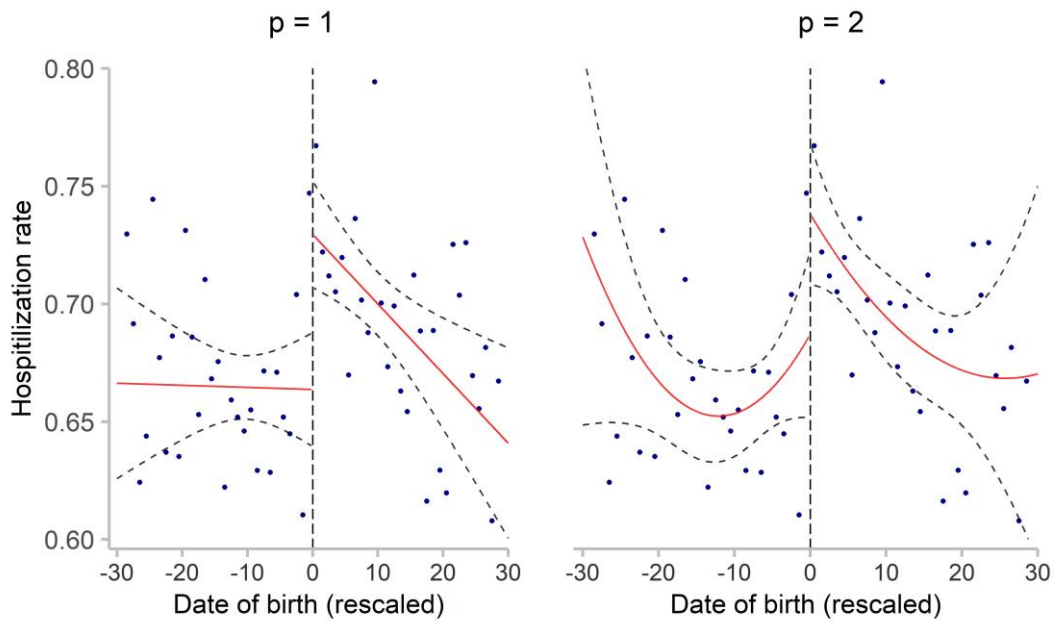 p = 1
p = 2
Hospitilization rate
0.80
0.75
0.70
0.65
0.60
-30 -20 -10 0 10 20 30
-30 -20 -10 0 10 20 30
Date of birth (rescaled)
Date of birth (rescaled)